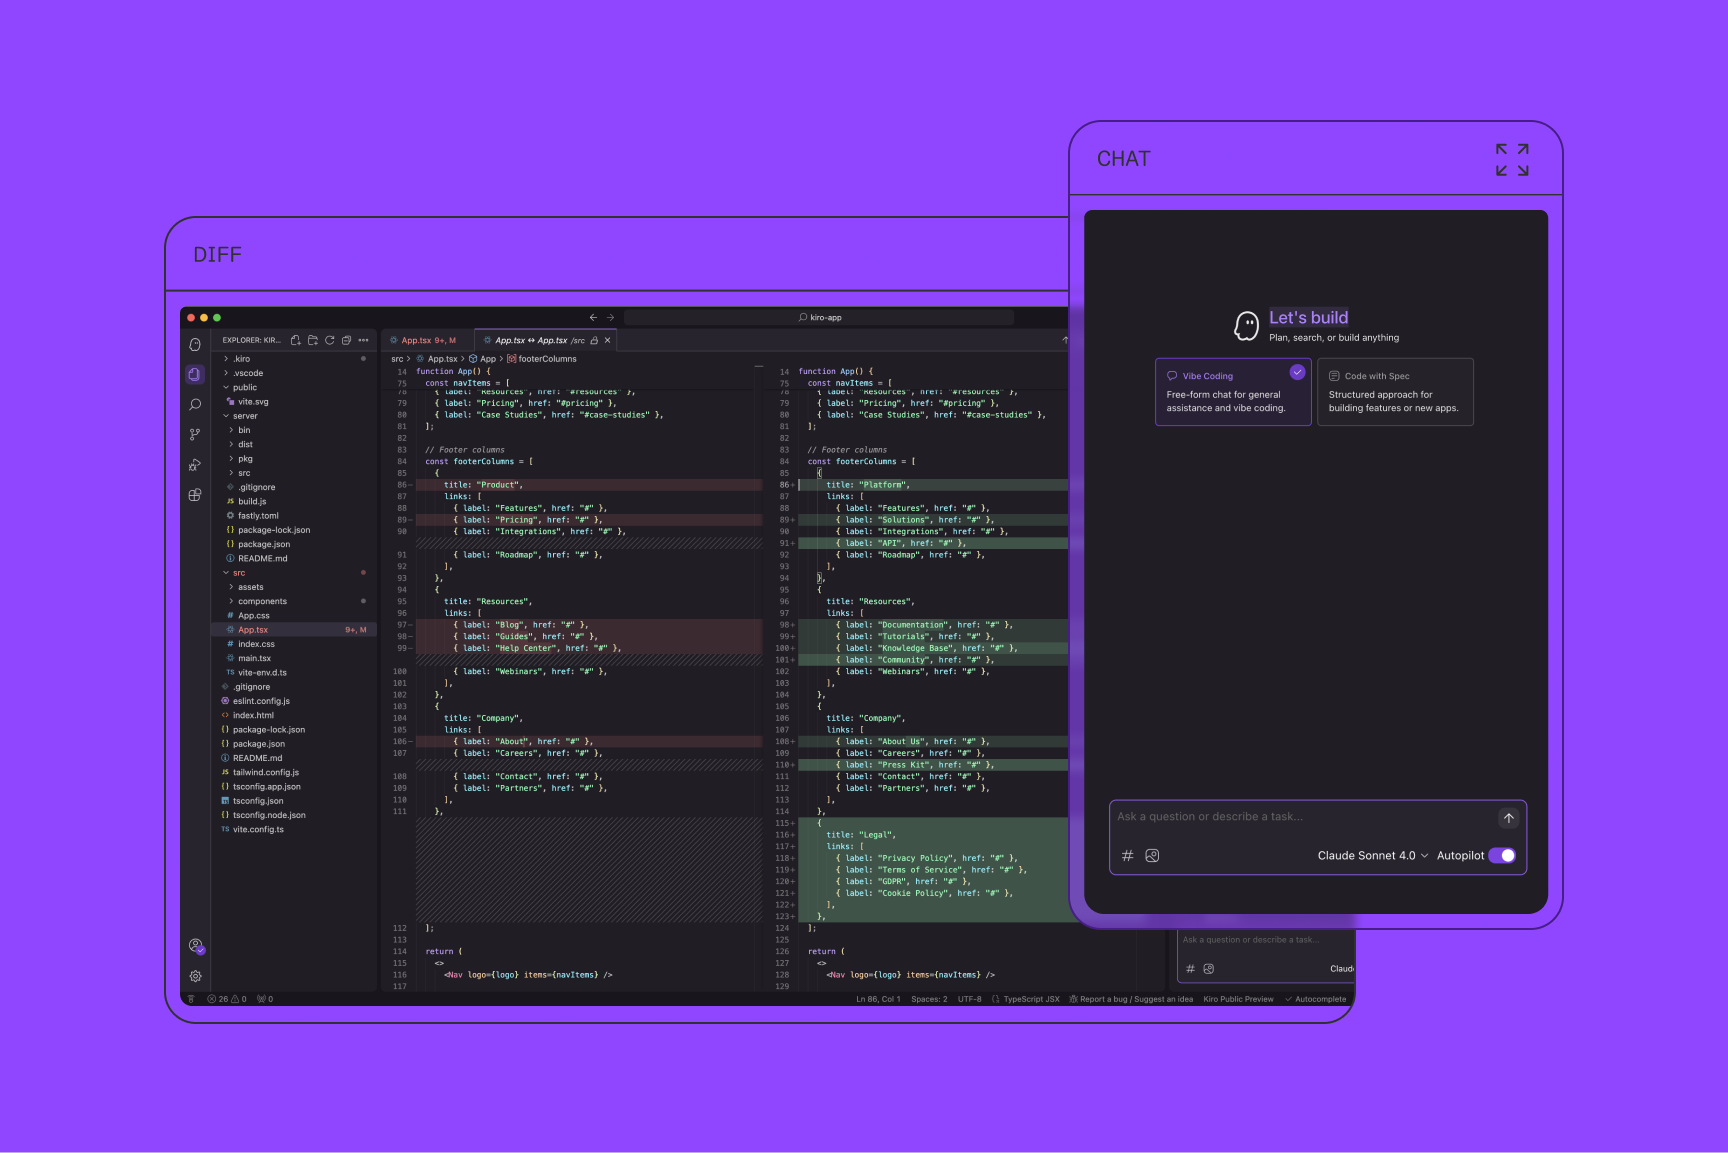 CHAT
DIFF
kiro-app
EXPLORER: KIR...
.kiro
.vscode
public
vite.svg
server
bin
dist
pkg
src
.gitignore
build.js
fastly.toml
package-lock.json
package.json
README.md
src
assets
components
App.css
App.tsx 9+, M
index.css
main.tsx
vite-env.d.ts
.gitignore
eslint.config.js
index.html
package-lock.json
package.json
README.md
tailwind.config.js
tsconfig.app.json
tsconfig.json
tsconfig.node.json
vite.config.ts
App.tsx 9+, M
App.tsx ↔ App.tsx /src
src > App.tsx > App > footerColumns
14 function App() {
75 const navItems = [
78 { label: "Resources", href: "#resources" },
79 { label: "Pricing", href: "#pricing" },
80 { label: "Case Studies", href: "#case-studies" },
81 ];
82
83 // Footer columns
84 const footerColumns = [
85 {
86− title: "Product",
87 links: [
88 { label: "Features", href: "#" },
89− { label: "Pricing", href: "#" },
90 { label: "Integrations", href: "#" },
91 { label: "Roadmap", href: "#" },
92 ],
93 },
94 {
95 title: "Resources",
96 links: [
97− { label: "Blog", href: "#" },
98− { label: "Guides", href: "#" },
99− { label: "Help Center", href: "#" },
100 { label: "Webinars", href: "#" },
101 ],
102 },
103 {
104 title: "Company",
105 links: [
106− { label: "About", href: "#" },
107 { label: "Careers", href: "#" },
108 { label: "Contact", href: "#" },
109 { label: "Partners", href: "#" },
110 ],
111 },
112 ];
113
114 return (
115 <>
116 <Nav logo={logo} items={navItems} />
117
14 function App() {
75 const navItems = [
78 { label: "Resources", href: "#resources" },
79 { label: "Pricing", href: "#pricing" },
80 { label: "Case Studies", href: "#case-studies" },
81 ];
82
83 // Footer columns
84 const footerColumns = [
85 {
86+ title: "Platform",
87 links: [
88 { label: "Features", href: "#" },
89+ { label: "Solutions", href: "#" },
90 { label: "Integrations", href: "#" },
91+ { label: "API", href: "#" },
92 { label: "Roadmap", href: "#" },
93 ],
94 },
95 {
96 title: "Resources",
97 links: [
98+ { label: "Documentation", href: "#" },
99+ { label: "Tutorials", href: "#" },
100+ { label: "Knowledge Base", href: "#" },
101+ { label: "Community", href: "#" },
102 { label: "Webinars", href: "#" },
103 ],
104 },
105 {
106 title: "Company",
107 links: [
108+ { label: "About Us", href: "#" },
109 { label: "Careers", href: "#" },
110+ { label: "Press Kit", href: "#" },
111 { label: "Contact", href: "#" },
112 { label: "Partners", href: "#" },
113 ],
114 },
115+ {
116+ title: "Legal",
117+ links: [
118+ { label: "Privacy Policy", href: "#" },
119+ { label: "Terms of Service", href: "#" },
120+ { label: "GDPR", href: "#" },
121+ { label: "Cookie Policy", href: "#" },
122+ ],
123+ },
124 ];
125
126 return (
127 <>
128 <Nav logo={logo} items={navItems} />
129
Let's build
Plan, search, or build anything
Vibe Coding
Free-form chat for general
assistance and vibe coding.
Code with Spec
Structured approach for
building features or new apps.
Ask a question or describe a task...
# Claude Sonnet 4.0 Autopilot
Ask a question or describe a task...
# Claude
26 0 0 Ln 86, Col 1 Spaces: 2 UTF-8 {} TypeScript JSX Report a bug / Suggest an idea Kiro Public Preview Autocomplete